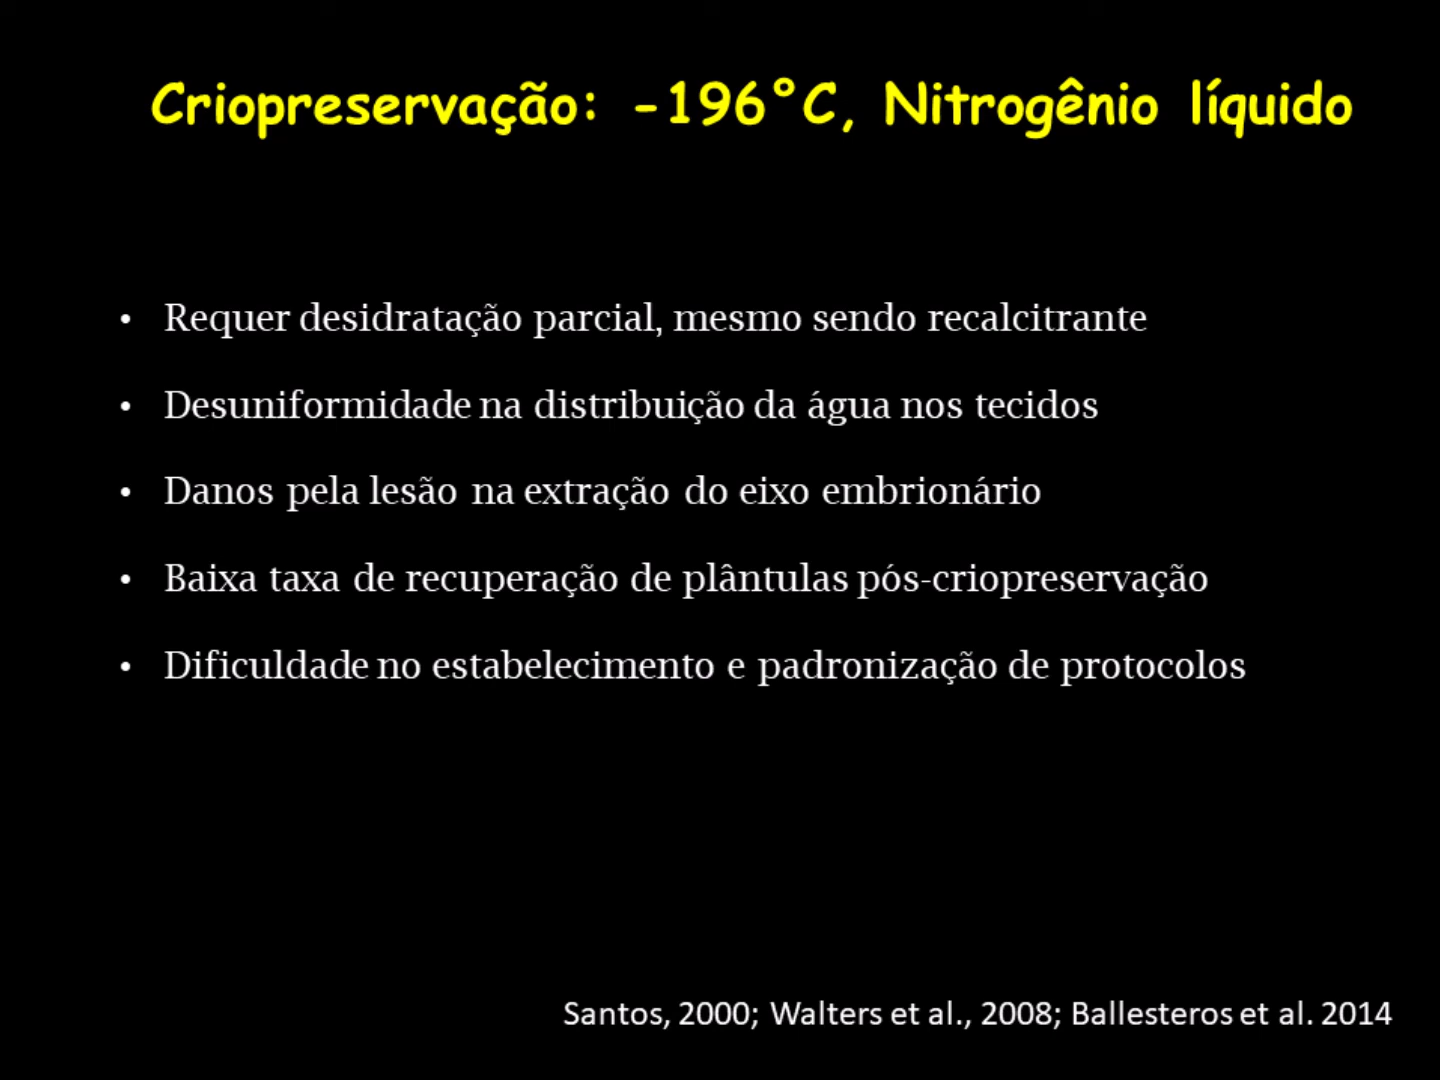 Criopreservação: -196°C, Nitrogênio líquido
• Requer desidratação parcial, mesmo sendo recalcitrante
• Desuniformidade na distribuição da água nos tecidos
• Danos pela lesão na extração do eixo embrionário
• Baixa taxa de recuperação de plântulas pós-criopreservação
• Dificuldade no estabelecimento e padronização de protocolos
Santos, 2000; Walters et al., 2008; Ballesteros et al. 2014